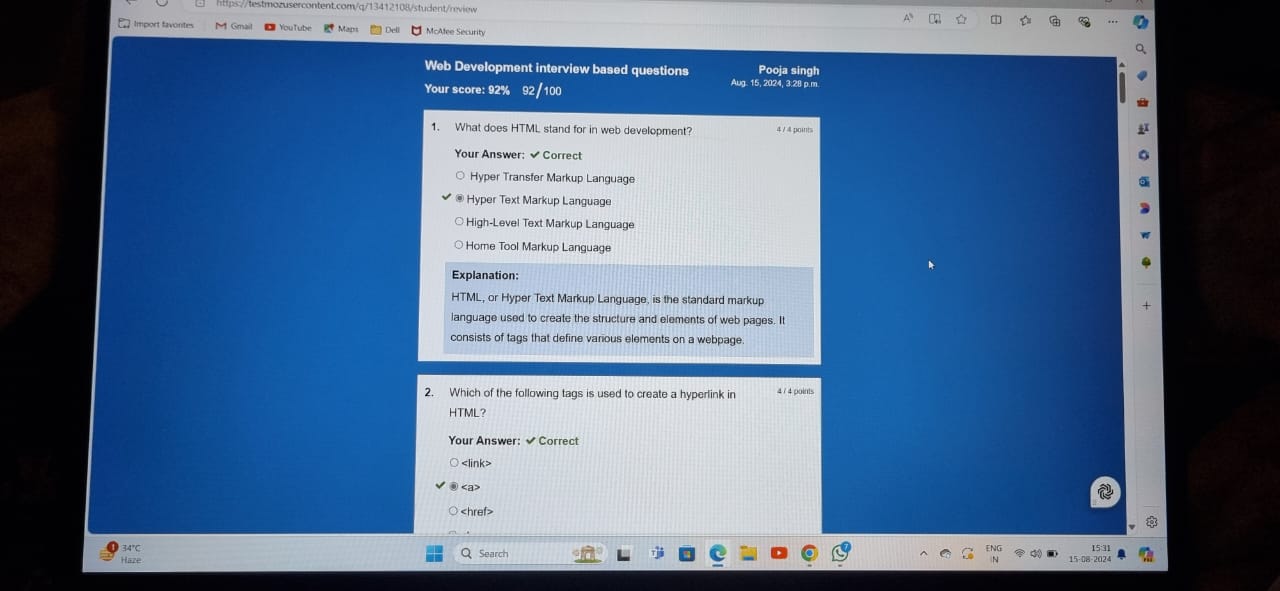 https://testmozusercontent.com/q/13412108/student/review
Import favorites Gmail YouTube Maps Dell McAfee Security
Web Development interview based questions
Pooja singh
Your score: 92% 92/100
Aug. 15, 2024, 3:28 p.m.
1. What does HTML stand for in web development?
4 / 4 points
Your Answer: ✔ Correct
Hyper Transfer Markup Language
Hyper Text Markup Language
High-Level Text Markup Language
Home Tool Markup Language
Explanation:
HTML, or Hyper Text Markup Language, is the standard markup
language used to create the structure and elements of web pages. It
consists of tags that define various elements on a webpage.
2. Which of the following tags is used to create a hyperlink in
HTML?
4 / 4 points
Your Answer: ✔ Correct
<link>
<a>
<href>
34°C
Haze
Search
ENG
IN
15:31
15-08-2024